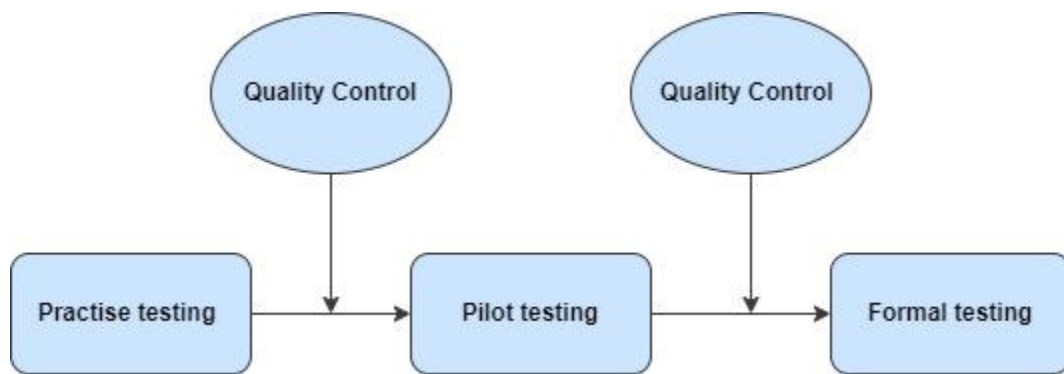 Quality Control
Quality Control
Practise testing
Pilot testing
Formal testing